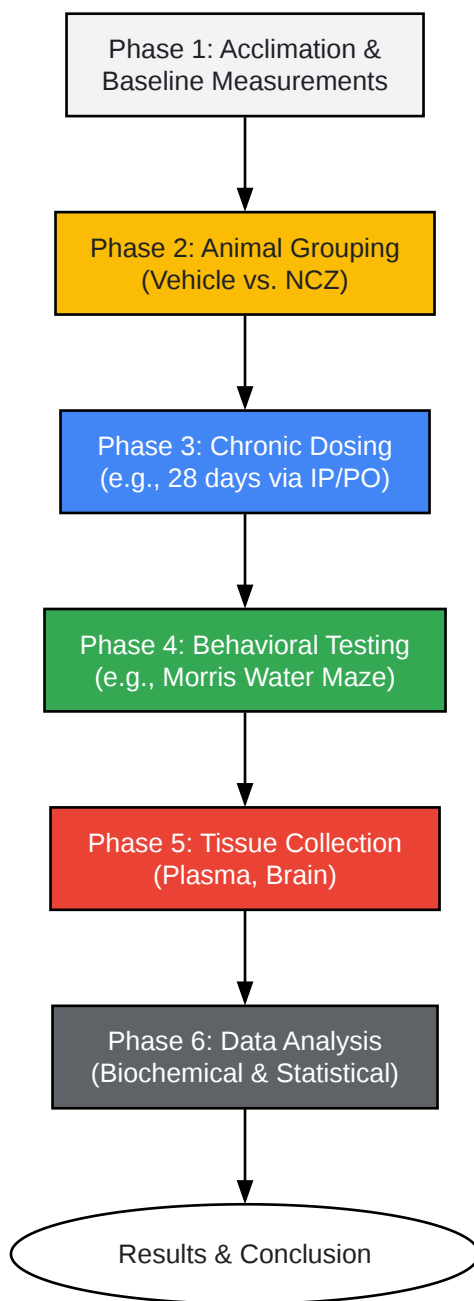 Phase 1: Acclimation &
Baseline Measurements
Phase 2: Animal Grouping
(Vehicle vs. NCZ)
Phase 3: Chronic Dosing
(e.g., 28 days via IP/PO)
Phase 4: Behavioral Testing
(e.g., Morris Water Maze)
Phase 5: Tissue Collection
(Plasma, Brain)
Phase 6: Data Analysis
(Biochemical & Statistical)
Results & Conclusion